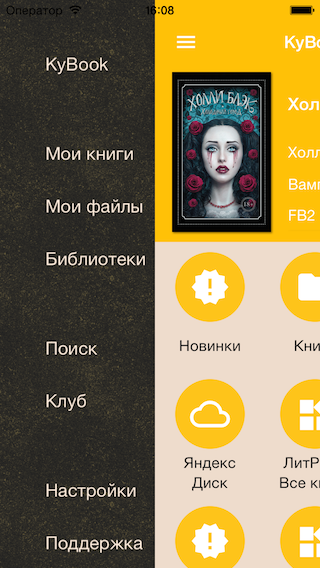 Оператор 16:08
KyBook
Мои книги
Мои файлы
Библиотеки
Поиск
Клуб
Настройки
Поддержка
KyBo
ХОЛЛИ БЛЭК
18+
Хол
Холл
Вамп
FB2
Новинки
Кни
Яндекс
Диск
ЛитР
Все к